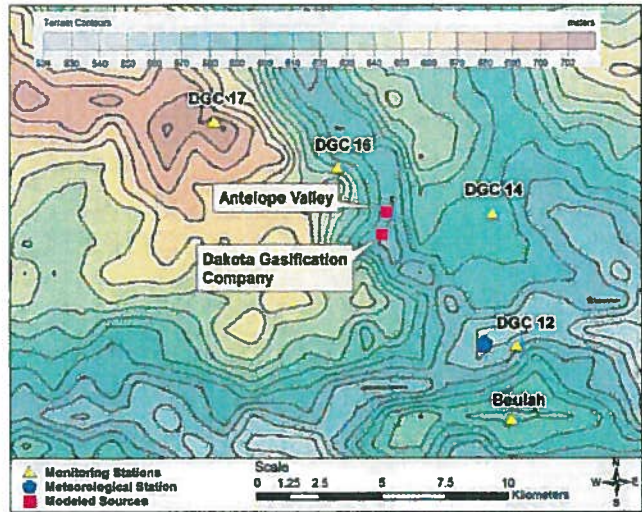 Terrain Contours meters
DGC 17
DGC 16
Antelope Valley
DGC 14
Dakota Gasification
Company
DGC 12
Beulah
Monitoring Stations
Meteorological Station
Modeled Sources
Scale
0 1.25 2.5 5 7.5 10
Kilometers
N
W E
S